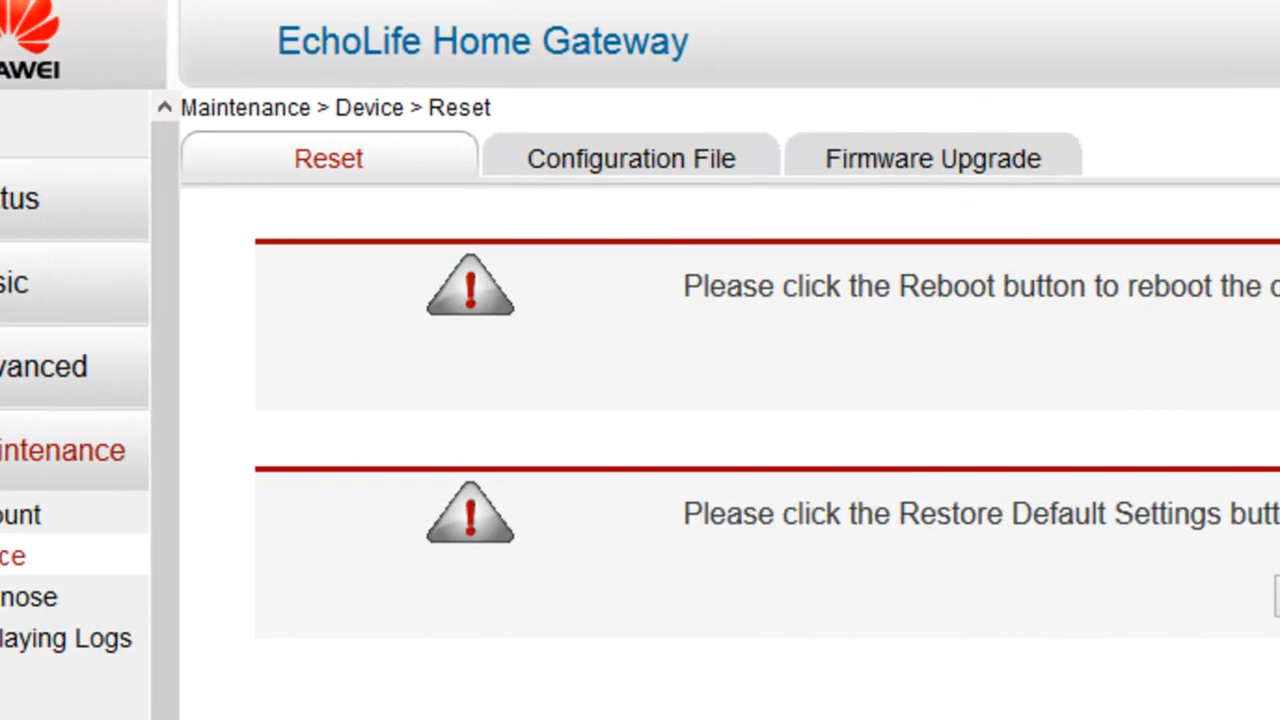 AWEI
EchoLife Home Gateway
Maintenance > Device > Reset
Reset
Configuration File
Firmware Upgrade
tus
sic
vanced
intenance
ount
ce
nose
laying Logs
Please click the Reboot button to reboot the
Please click the Restore Default Settings butt